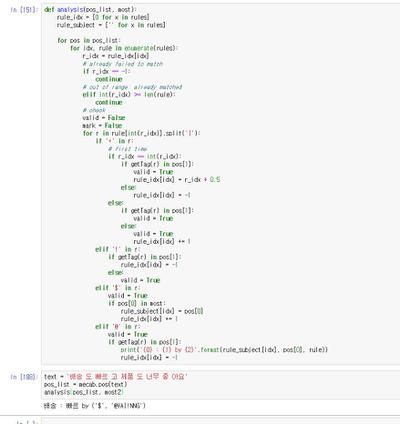 In [151]: def analysis(pos_list, most):
rule_idx = [0 for x in rules]
rule_subject = ['' for x in rules]
for pos in pos_list:
for idx, rule in enumerate(rules):
r_idx = rule_idx[idx]
# already failed to match
if r_idx == -1:
continue
# out of range already matched
elif int(r_idx) >= len(rule):
continue
# check
valid = False
mark = False
for r in rule[int(r_idx)].split('|'):
if '+' in r:
# first time
if r_idx == int(r_idx):
if getTag(r) in pos[1]:
valid = True
rule_idx[idx] = r_idx + 0.5
else:
rule_idx[idx] = -1
else:
if getTag(r) in pos[1]:
valid = True
else:
valid = True
rule_idx[idx] += 1
elif '!' in r:
if getTag(r) in pos[1]:
rule_idx[idx] = -1
else:
valid = True
elif '$' in r:
valid = True
if pos[0] in most:
rule_subject[idx] = pos[0]
rule_idx[idx] += 1
elif '@' in r:
valid = True
if getTag(r) in pos[1]:
print('{0} : {1} by {2}'.format(rule_subject[idx], pos[0], rule))
rule_idx[idx] = -1
In [188]: text = '배송 도 빠르 고 제품 도 너무 좋 아요'
pos_list = mecab.pos(text)
analysis(pos_list, most2)
배송 : 빠르 by ('$', '@VA|!NNG')